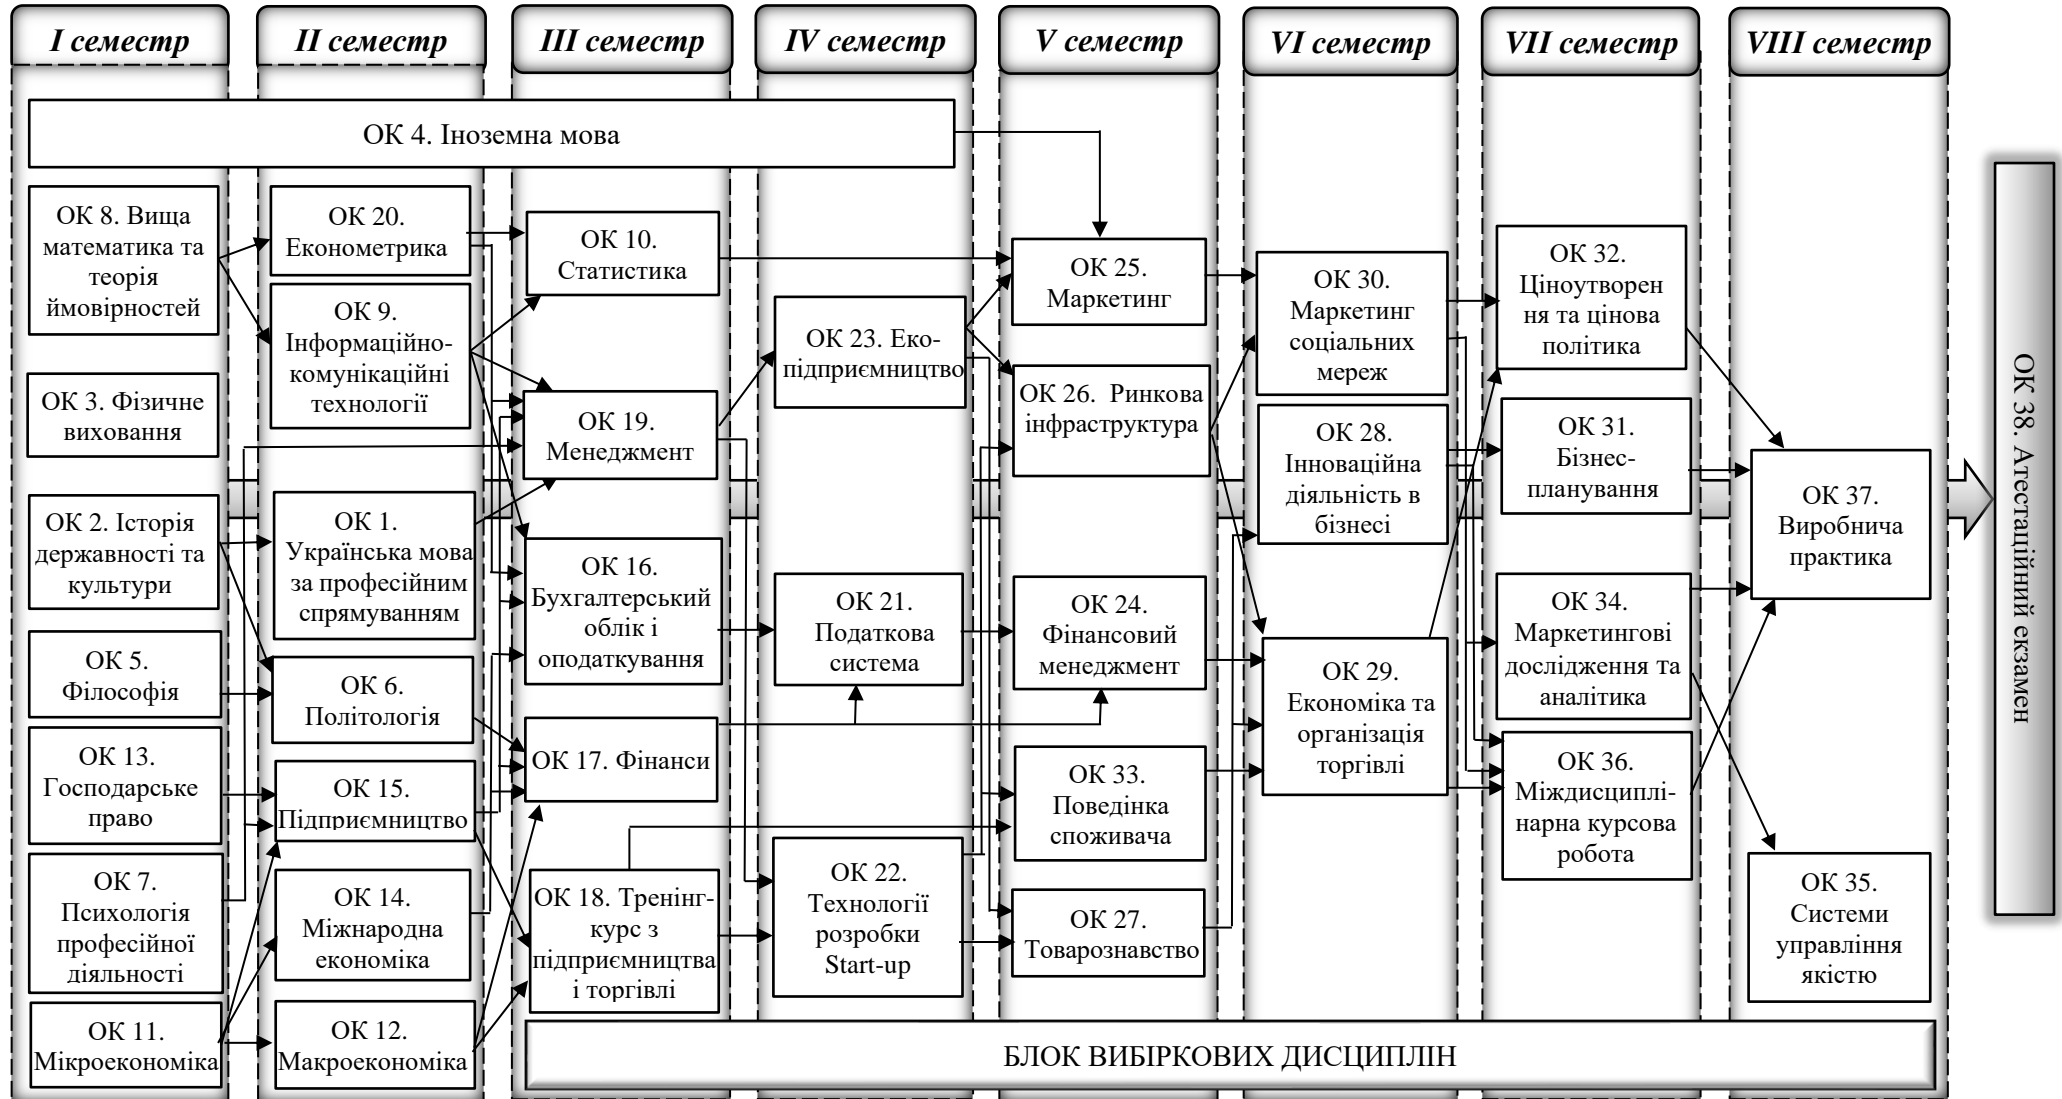 I семестр
II семестр
III семестр
IV семестр
V семестр
VI семестр
VII семестр
VIII семестр
ОК 4. Іноземна мова
ОК 8. Вища
математика та
теорія
ймовірностей
ОК 3. Фізичне
виховання
ОК 2. Історія
державності та
культури
ОК 5.
Філософія
ОК 13.
Господарське
право
ОК 7.
Психологія
професійної
діяльності
ОК 11.
Мікроекономіка
ОК 20.
Економетрика
ОК 9.
Інформаційно-
комунікаційні
технології
ОК 1.
Українська мова
за професійним
спрямуванням
ОК 6.
Політологія
ОК 15.
Підприємництво
ОК 14.
Міжнародна
економіка
ОК 12.
Макроекономіка
ОК 10.
Статистика
ОК 19.
Менеджмент
ОК 16.
Бухгалтерський
облік і
оподаткування
ОК 17. Фінанси
ОК 18. Тренінг-
курс з
підприємництва
і торгівлі
ОК 23. Еко-
підприємництво
ОК 21.
Податкова
система
ОК 22.
Технології
розробки
Start-up
ОК 25.
Маркетинг
ОК 26. Ринкова
інфраструктура
ОК 24.
Фінансовий
менеджмент
ОК 33.
Поведінка
споживача
ОК 27.
Товарознавство
ОК 30.
Маркетинг
соціальних
мереж
ОК 28.
Інноваційна
діяльність в
бізнесі
ОК 29.
Економіка та
організація
торгівлі
ОК 32.
Ціноутворен
ня та цінова
політика
ОК 31.
Бізнес-
планування
ОК 34.
Маркетингові
дослідження та
аналітика
ОК 36.
Міждисциплі-
нарна курсова
робота
ОК 37.
Виробнича
практика
ОК 35.
Системи
управління
якістю
ОК 38. Атестаційний екзамен
БЛОК ВИБІРКОВИХ ДИСЦИПЛІН